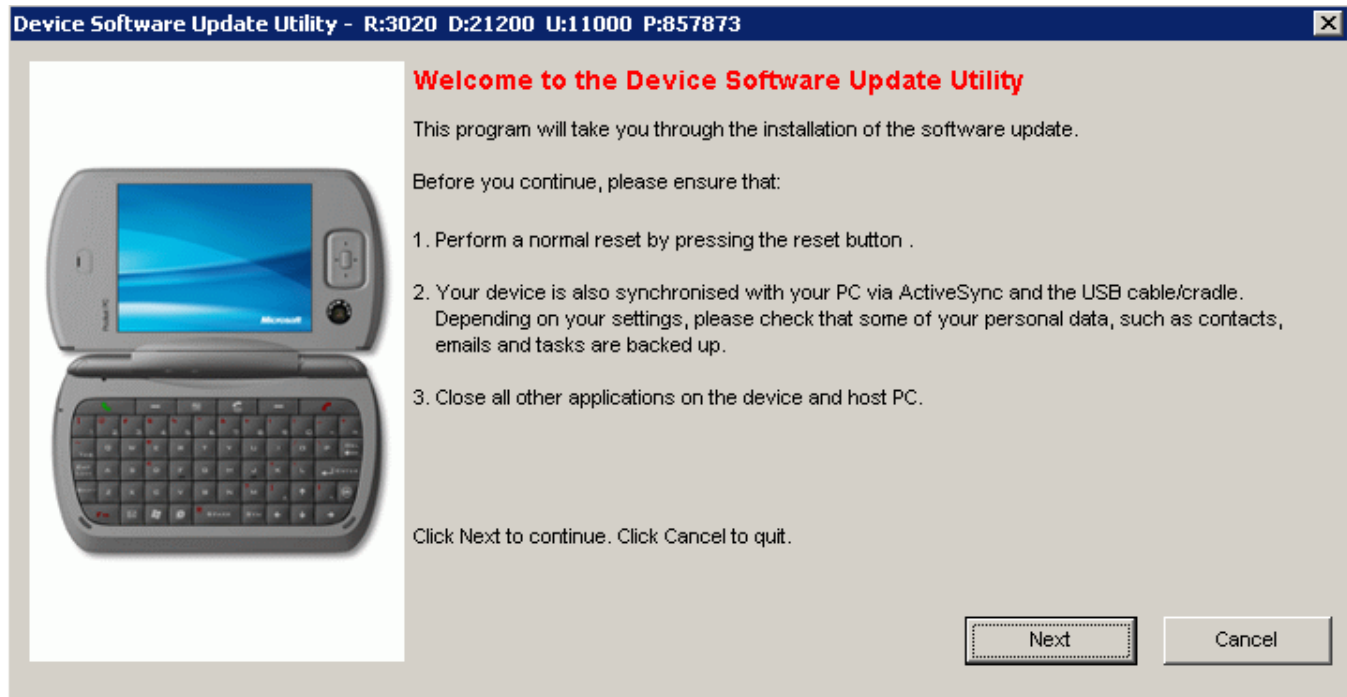 Device Software Update Utility - R:3020 D:21200 U:11000 P:857873
Welcome to the Device Software Update Utility
This program will take you through the installation of the software update.
Before you continue, please ensure that:
1. Perform a normal reset by pressing the reset button .
2. Your device is also synchronised with your PC via ActiveSync and the USB cable/cradle.
Depending on your settings, please check that some of your personal data, such as contacts,
emails and tasks are backed up.
3. Close all other applications on the device and host PC.
Click Next to continue. Click Cancel to quit.
Next
Cancel
Pocket PC
Microsoft